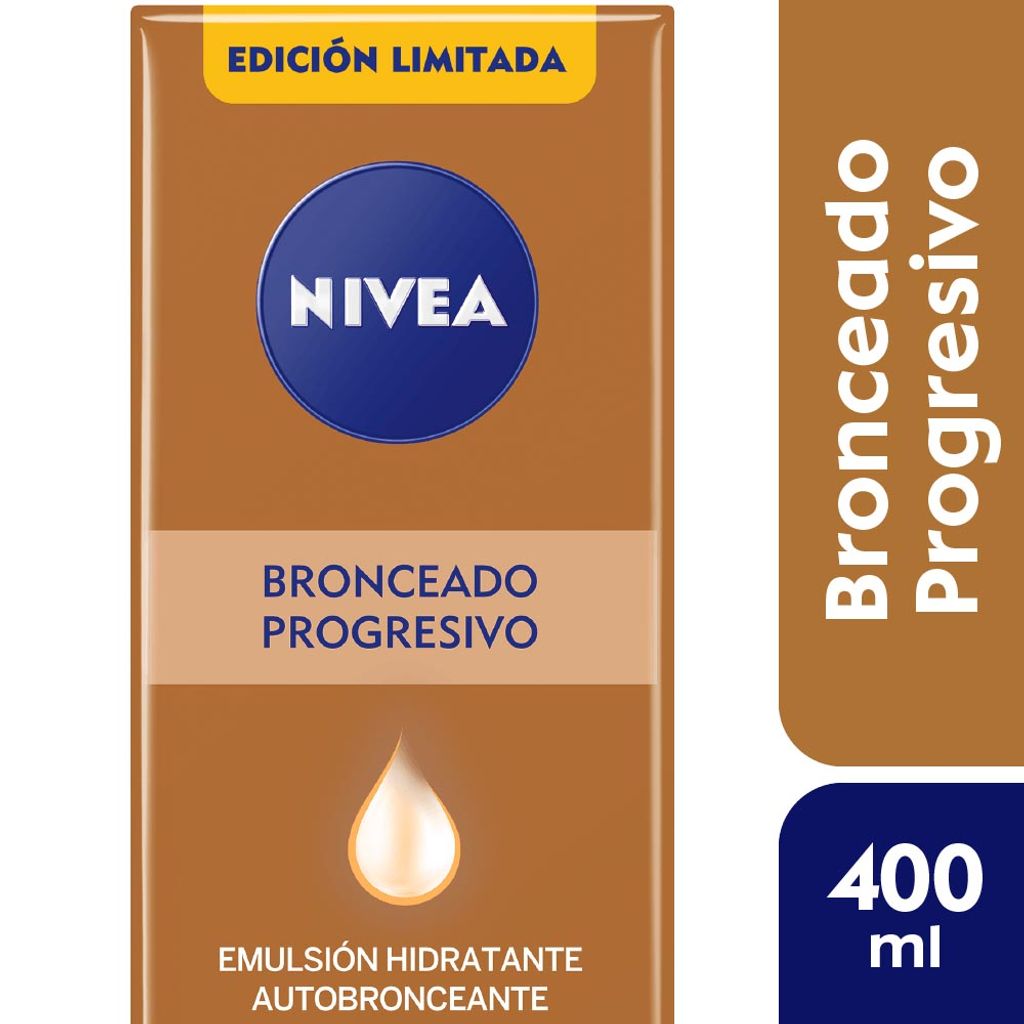 EDICIÓN LIMITADA
NIVEA
BRONCEADO
PROGRESIVO
EMULSIÓN HIDRATANTE
AUTOBRONCEANTE
Bronceado
Progresivo
400
ml